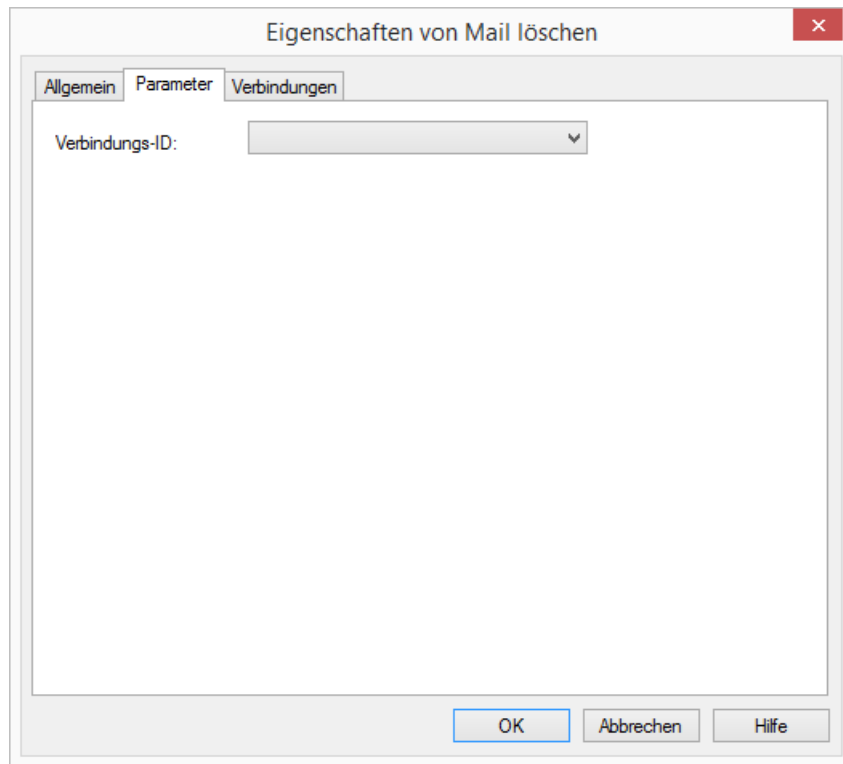 Eigenschaften von Mail löschen
Allgemein Parameter Verbindungen
Verbindungs-ID:
OK Abbrechen Hilfe